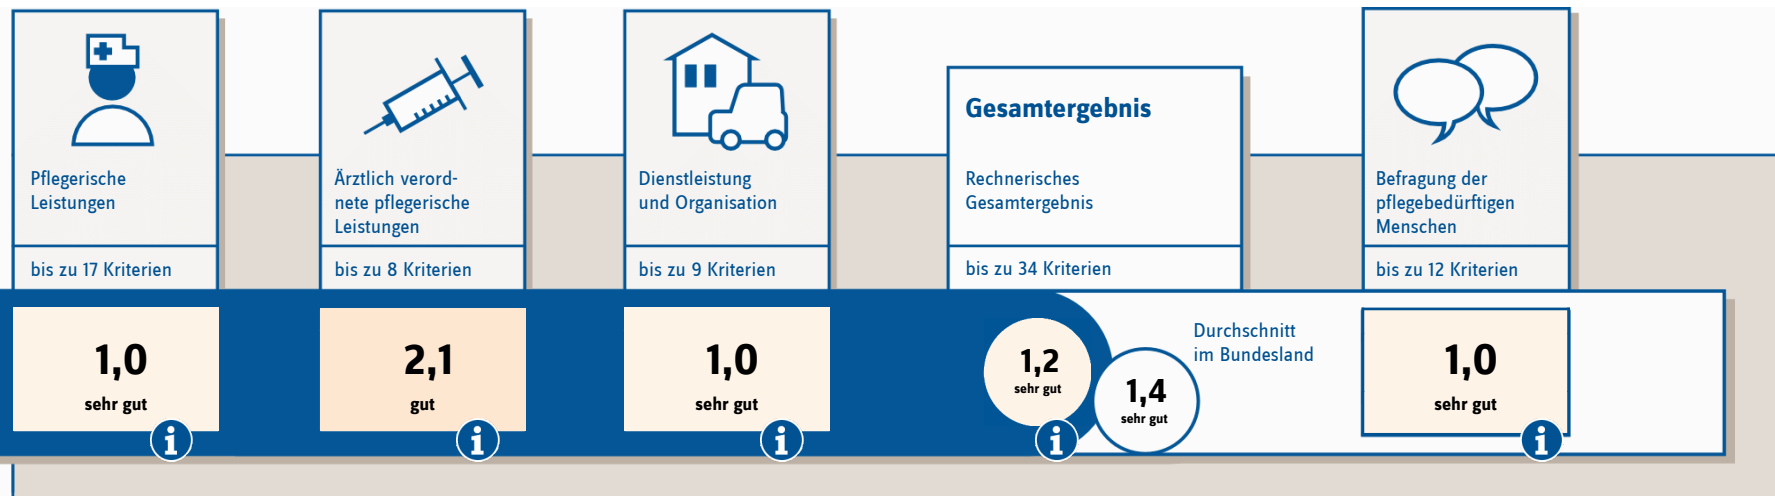 Pflegerische
Leistungen
bis zu 17 Kriterien
1,0
sehr gut
i
Ärztlich verord-
nete pflegerische
Leistungen
bis zu 8 Kriterien
2,1
gut
i
Dienstleistung
und Organisation
bis zu 9 Kriterien
1,0
sehr gut
i
Gesamtergebnis
Rechnerisches
Gesamtergebnis
bis zu 34 Kriterien
1,2
sehr gut
i
1,4
sehr gut
Durchschnitt
im Bundesland
Befragung der
pflegebedürftigen
Menschen
bis zu 12 Kriterien
1,0
sehr gut
i